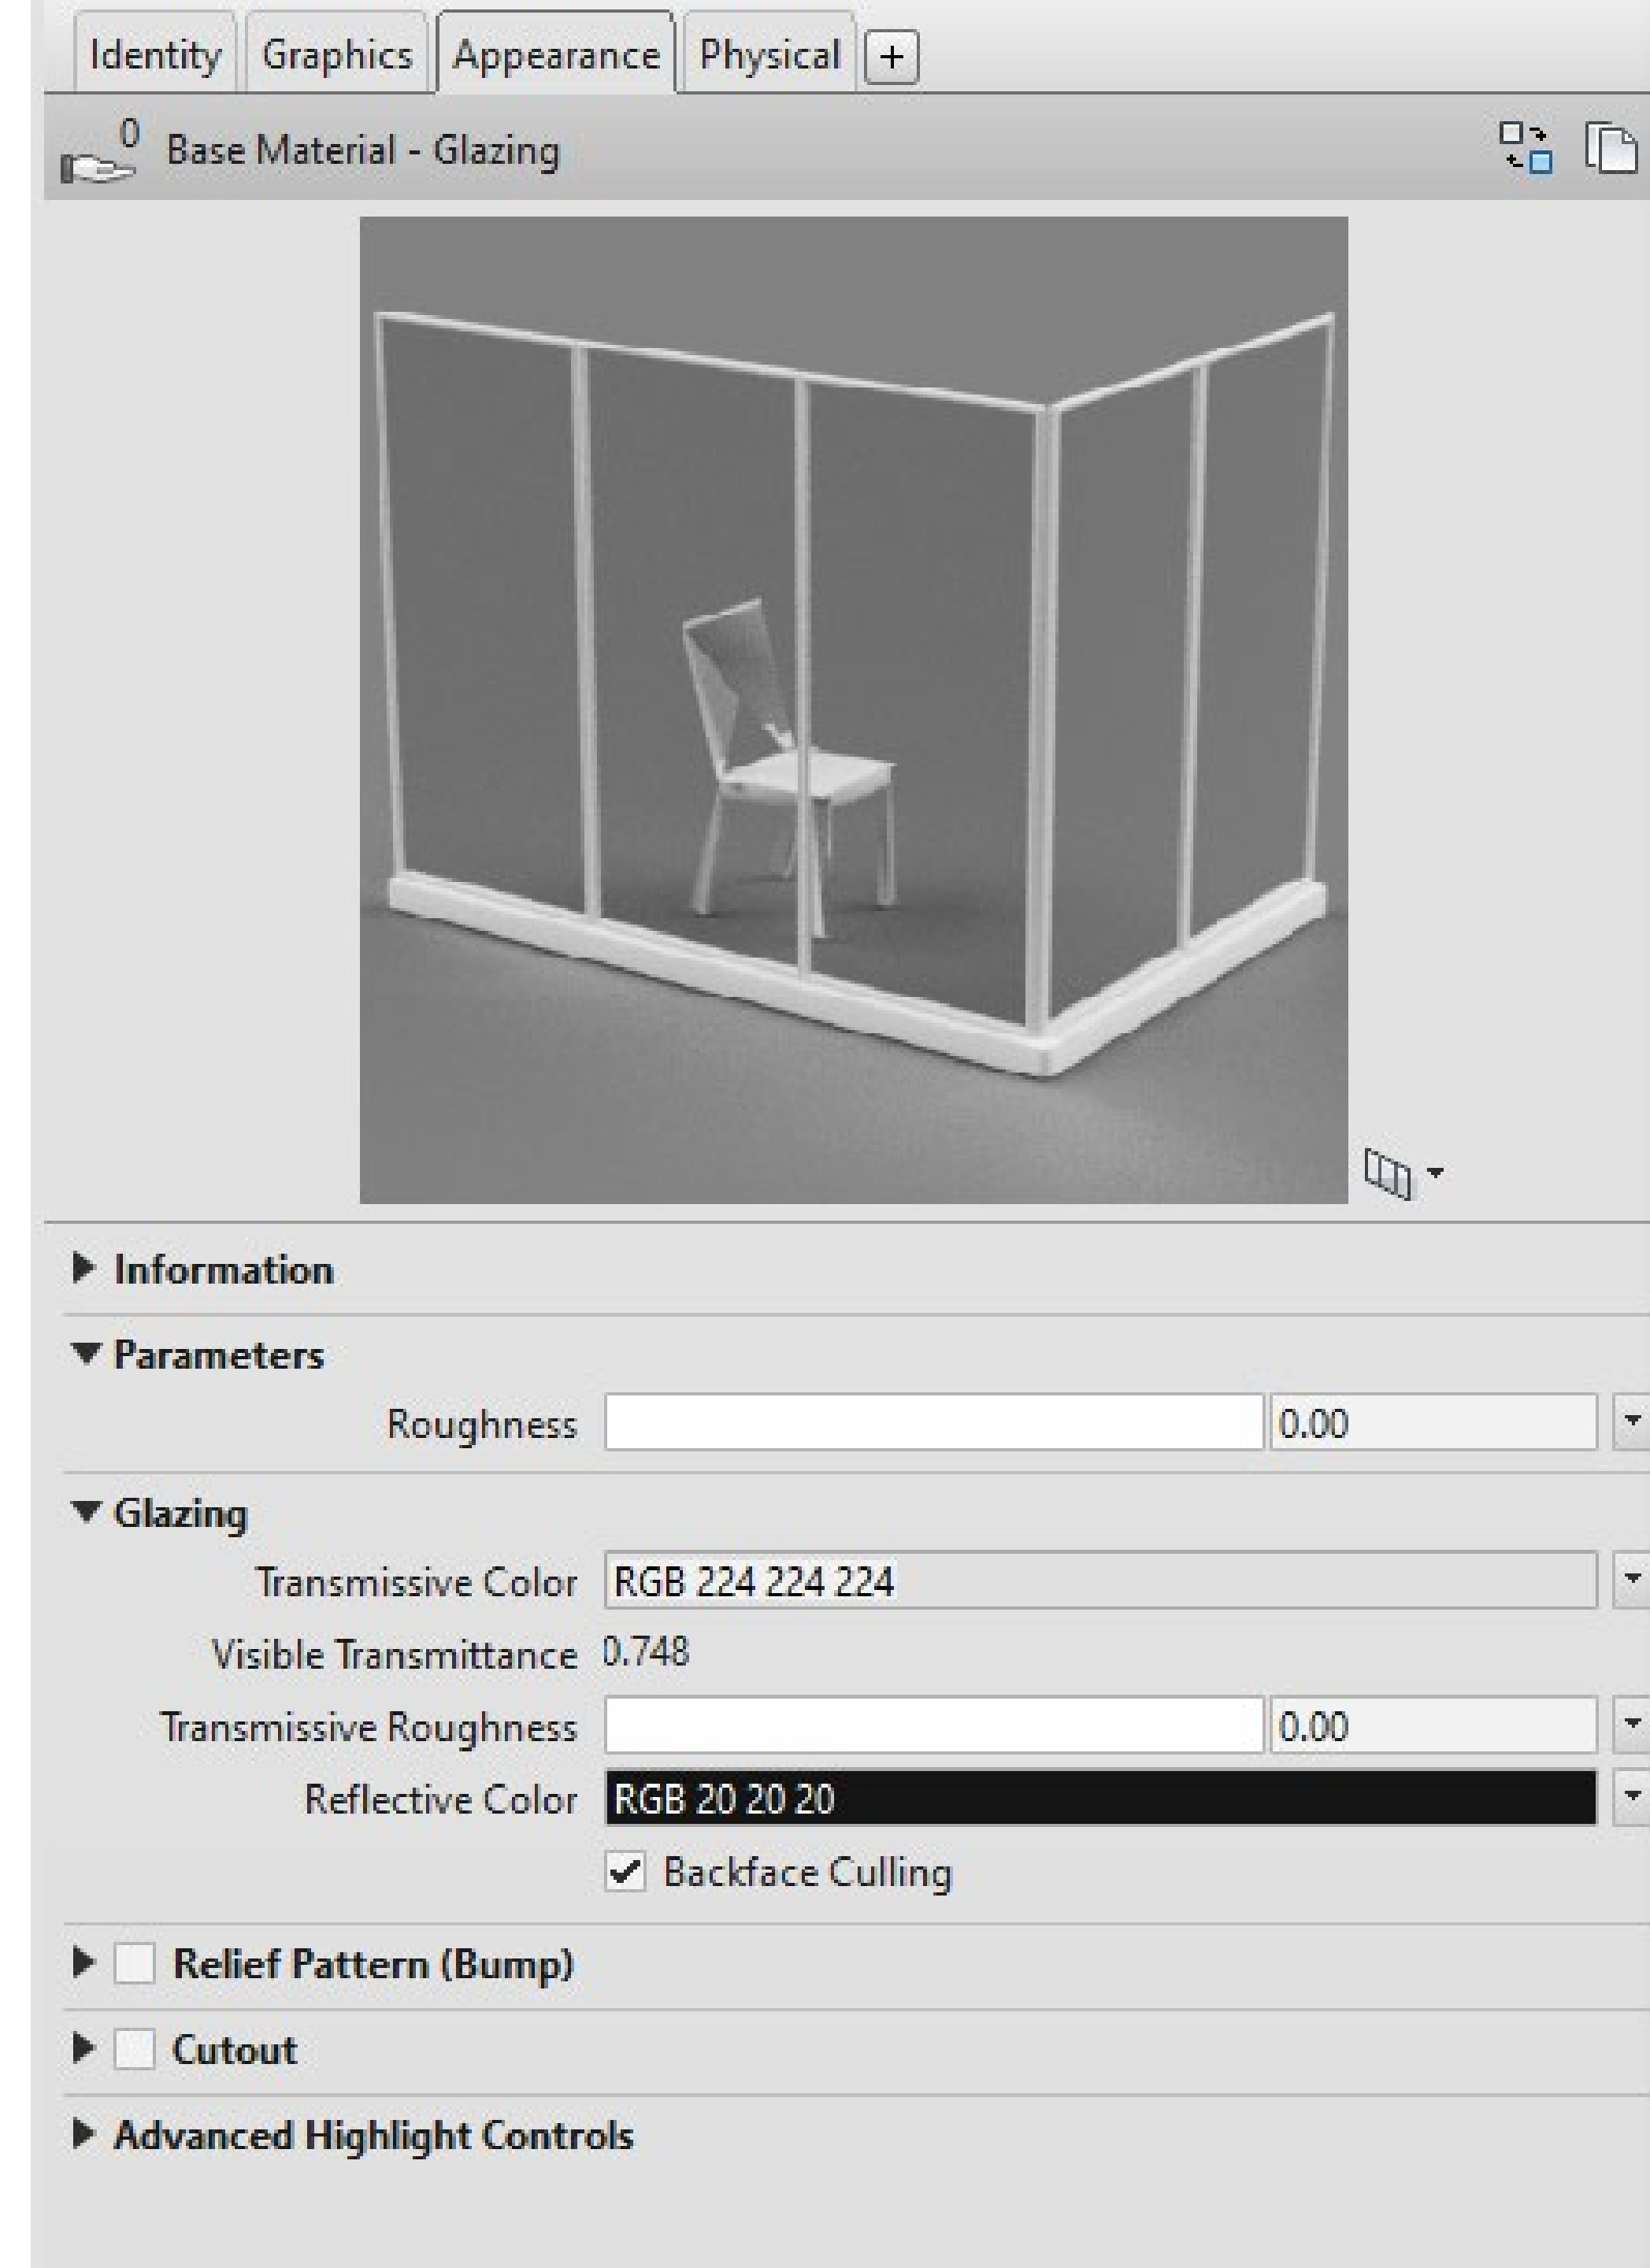 Identity Graphics Appearance Physical +
0 Base Material - Glazing
Information
Parameters
Roughness 0.00
Glazing
Transmissive Color RGB 224 224 224
Visible Transmittance 0.748
Transmissive Roughness 0.00
Reflective Color RGB 20 20 20
Backface Culling
Relief Pattern (Bump)
Cutout
Advanced Highlight Controls